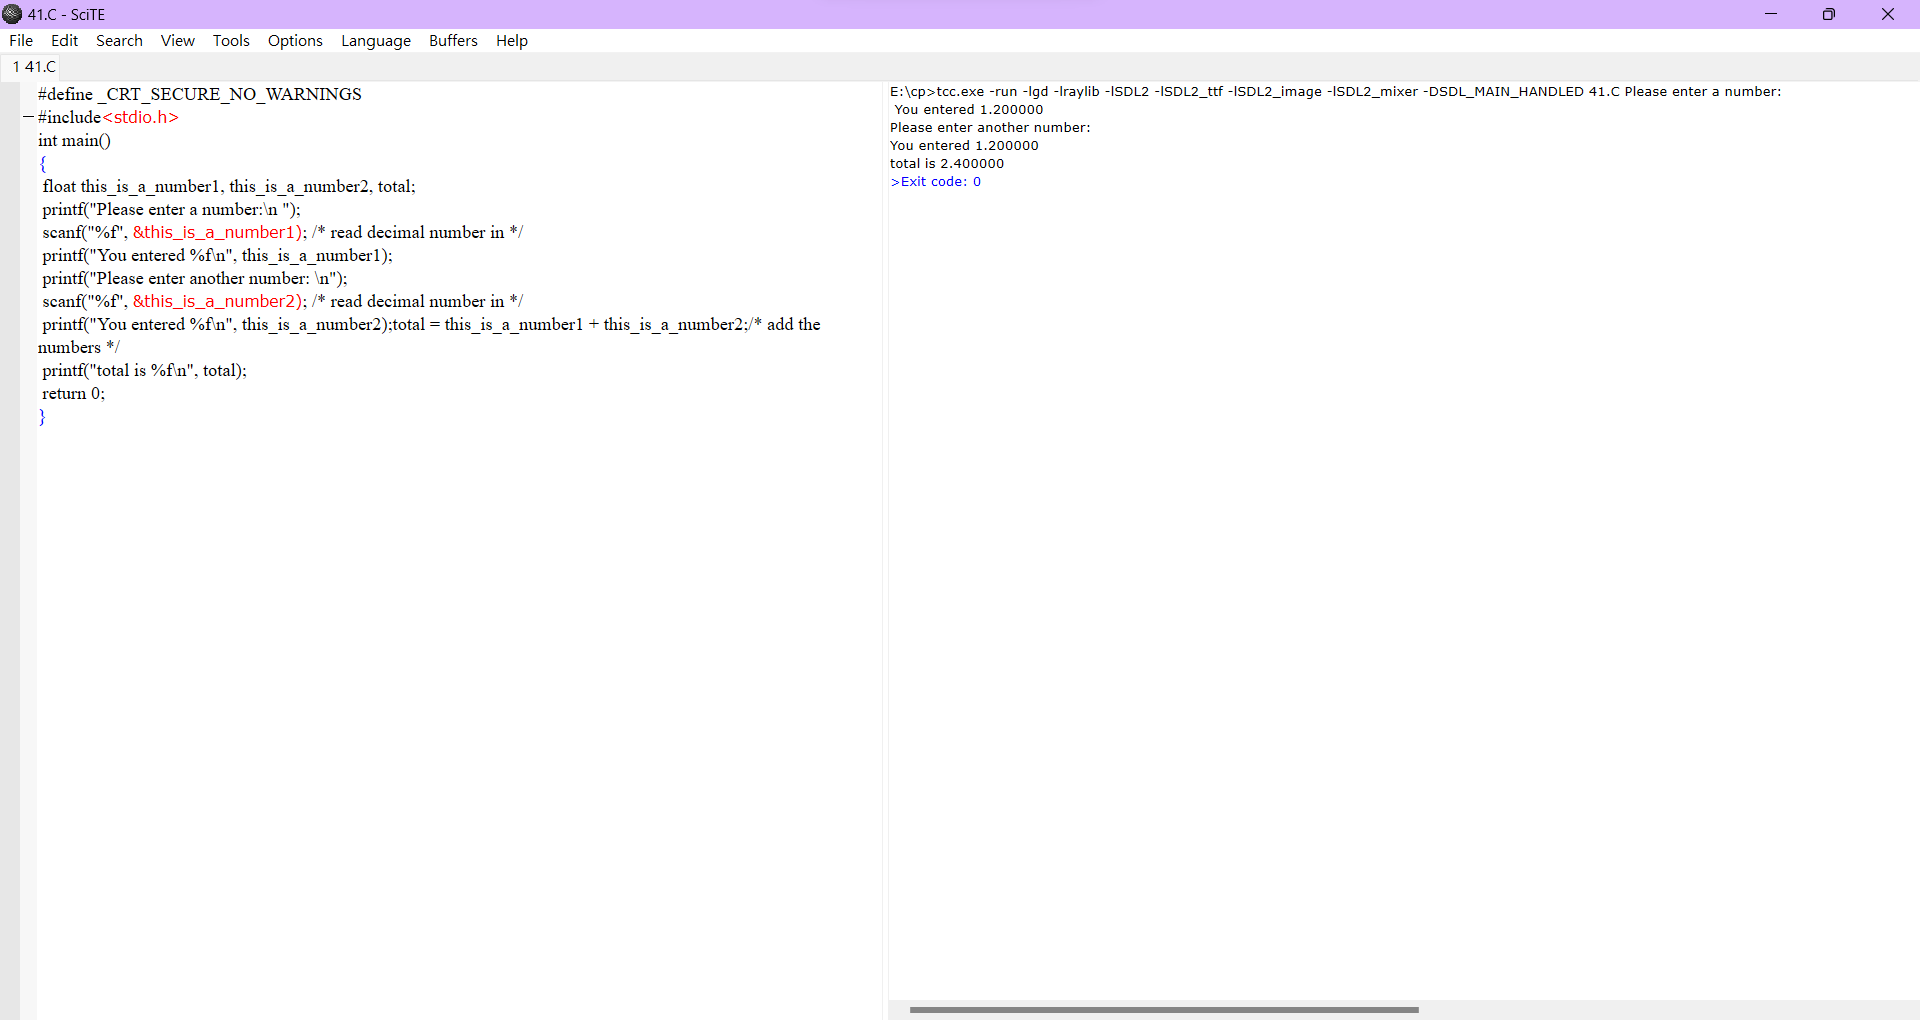 41.C - SciTE
File Edit Search View Tools Options Language Buffers Help
1 41.C
#define _CRT_SECURE_NO_WARNINGS
#include<stdio.h>
int main()
{
float this_is_a_number1, this_is_a_number2, total;
printf("Please enter a number:\n ");
scanf("%f", &this_is_a_number1); /* read decimal number in */
printf("You entered %f\n", this_is_a_number1);
printf("Please enter another number: \n");
scanf("%f", &this_is_a_number2); /* read decimal number in */
printf("You entered %f\n", this_is_a_number2);total = this_is_a_number1 + this_is_a_number2;/* add the
numbers */
printf("total is %f\n", total);
return 0;
}
E:\cp>tcc.exe -run -lgd -lraylib -lSDL2 -lSDL2_ttf -lSDL2_image -lSDL2_mixer -DSDL_MAIN_HANDLED 41.C Please enter a number:
You entered 1.200000
Please enter another number:
You entered 1.200000
total is 2.400000
>Exit code: 0